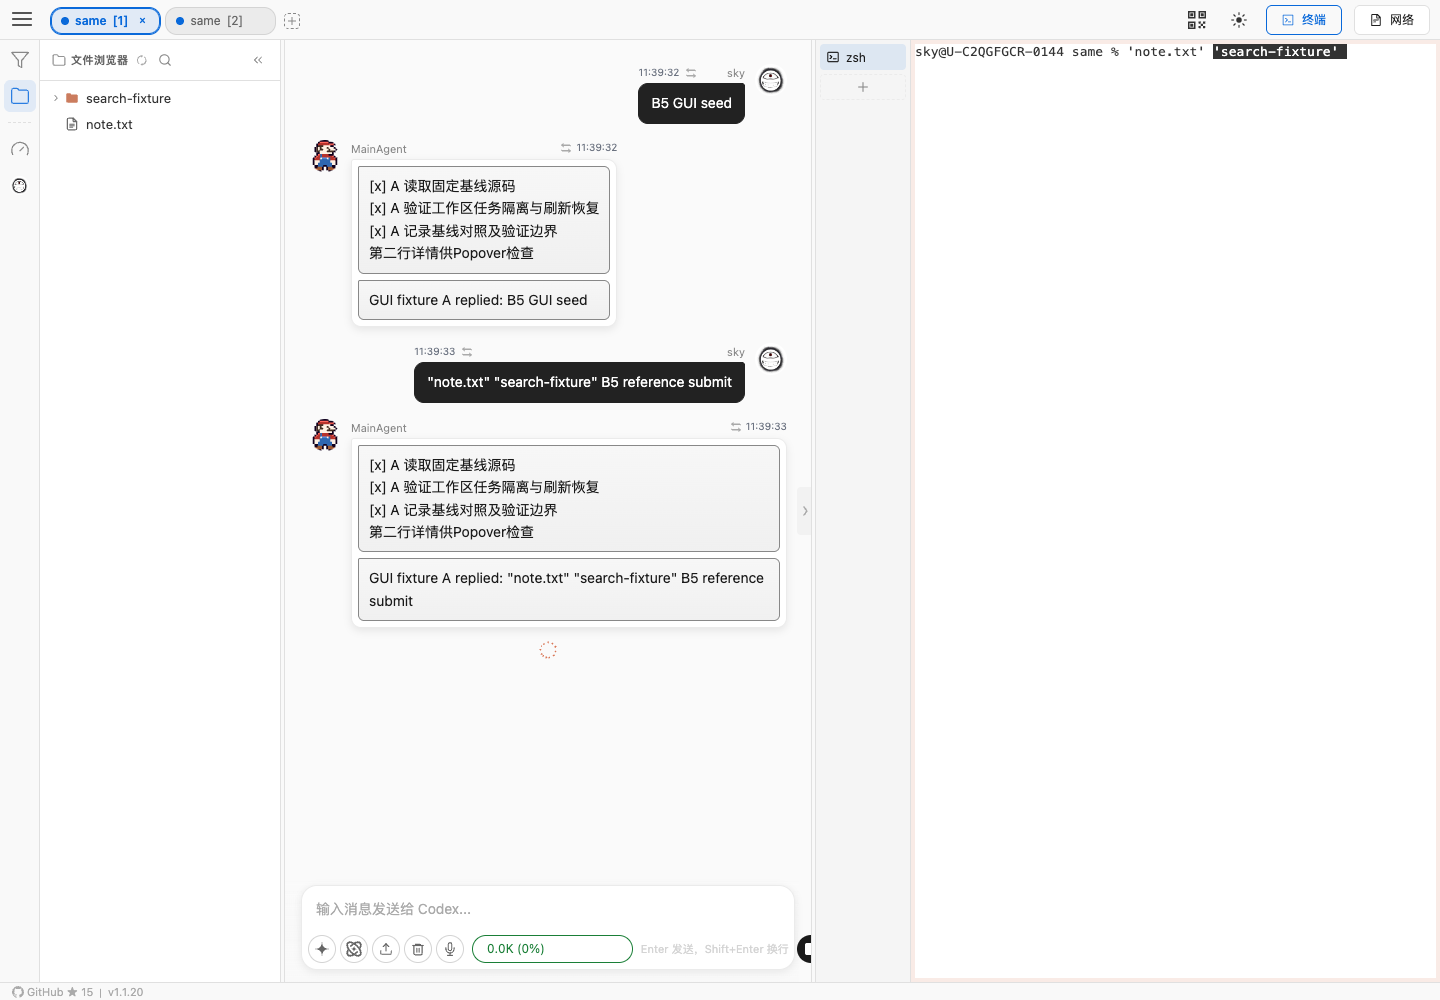 same [1] ×
same [2]
终端
网络
文件浏览器
search-fixture
note.txt
11:39:32
sky
B5 GUI seed
MainAgent
11:39:32
[x] A 读取固定基线源码
[x] A 验证工作区任务隔离与刷新恢复
[x] A 记录基线对照及验证边界
第二行详情供Popover检查
GUI fixture A replied: B5 GUI seed
11:39:33
sky
"note.txt" "search-fixture" B5 reference submit
MainAgent
11:39:33
[x] A 读取固定基线源码
[x] A 验证工作区任务隔离与刷新恢复
[x] A 记录基线对照及验证边界
第二行详情供Popover检查
GUI fixture A replied: "note.txt" "search-fixture" B5 reference
submit
输入消息发送给 Codex...
0.0K (0%)
Enter 发送，Shift+Enter 换行
zsh
sky@U-C2QGFGCR-0144 same % 'note.txt' 'search-fixture'
GitHub ★ 15 | v1.1.20